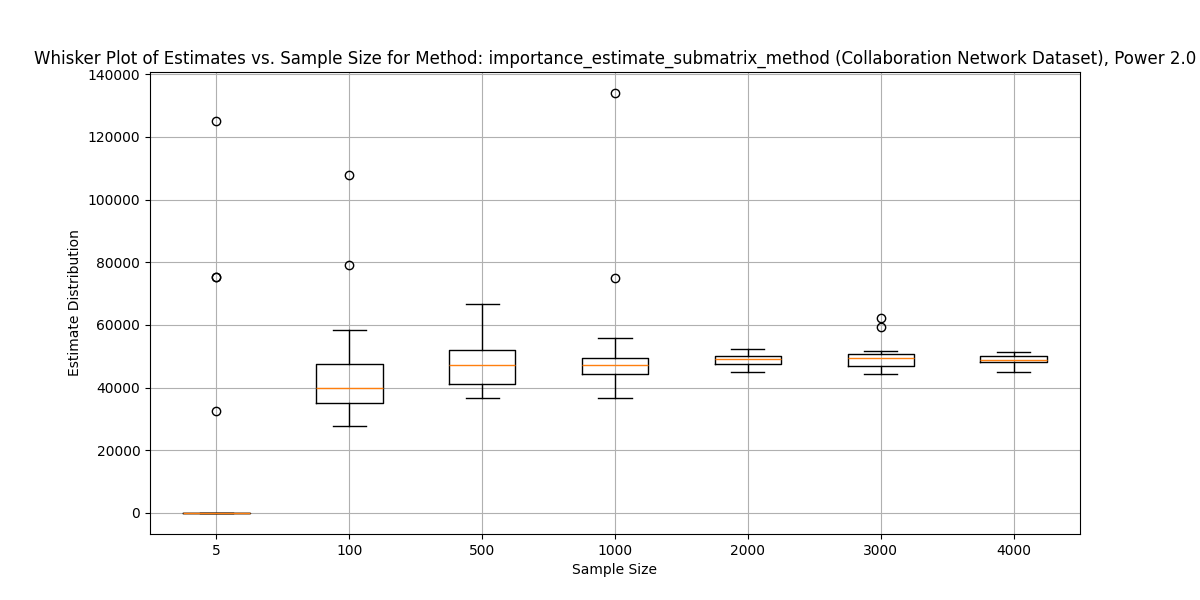 Whisker Plot of Estimates vs. Sample Size for Method: importance_estimate_submatrix_method (Collaboration Network Dataset), Power 2.0
140000
120000
100000
80000
60000
40000
20000
0
Estimate Distribution
5 100 500 1000 2000 3000 4000
Sample Size